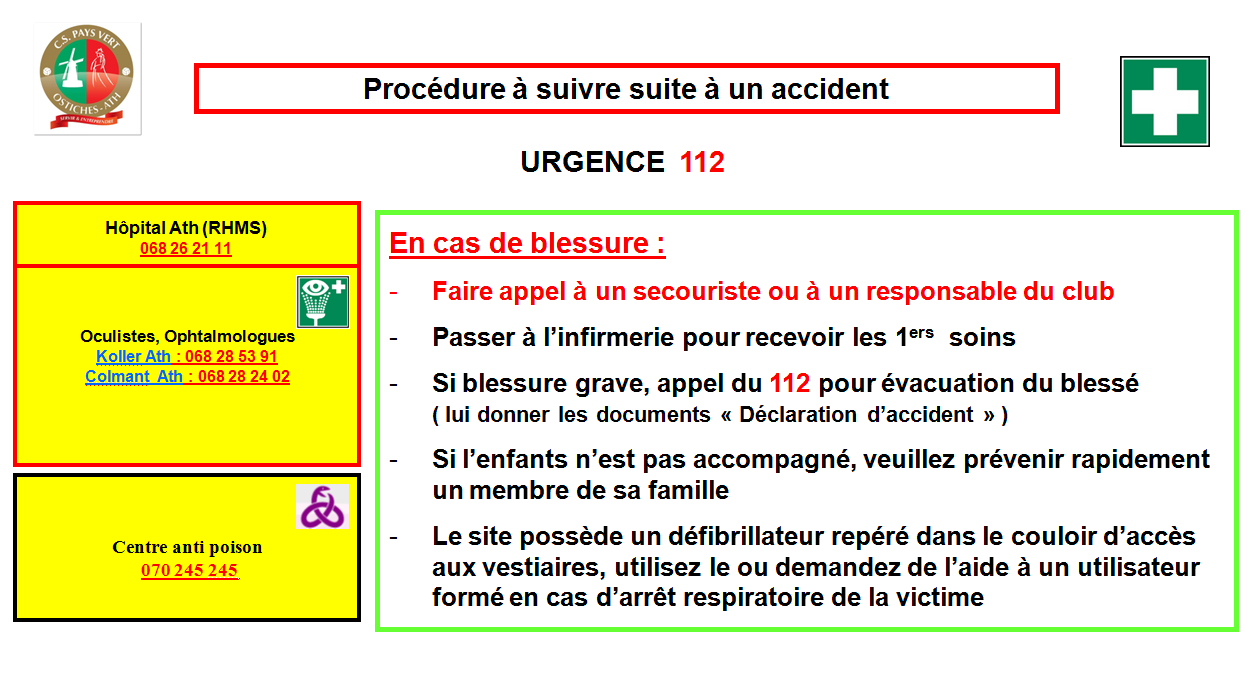 C.S. PAYS VERT
OSTICHES - ATH
SERVIR & ENTREPRENDRE
Procédure à suivre suite à un accident
URGENCE 112
Hôpital Ath (RHMS)
068 26 21 11
Oculistes, Ophtalmologues
Koller Ath : 068 28 53 91
Colmant Ath : 068 28 24 02
Centre anti poison
070 245 245
En cas de blessure :
- Faire appel à un secouriste ou à un responsable du club
- Passer à l’infirmerie pour recevoir les 1ers soins
- Si blessure grave, appel du 112 pour évacuation du blessé
( lui donner les documents « Déclaration d’accident » )
- Si l’enfants n’est pas accompagné, veuillez prévenir rapidement
un membre de sa famille
- Le site possède un défibrillateur repéré dans le couloir d’accès
aux vestiaires, utilisez le ou demandez de l’aide à un utilisateur
formé en cas d’arrêt respiratoire de la victime